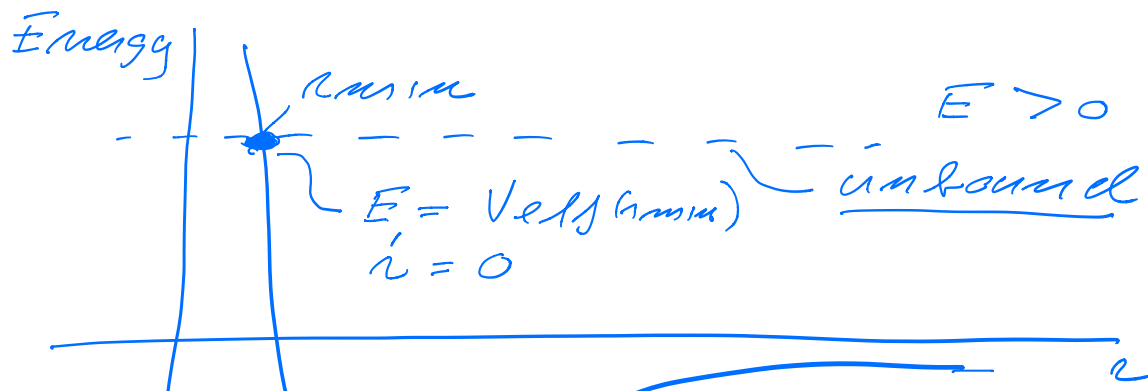 Energy
rmin
E > 0
unbound
E = Veff(rmin)
ṙ = 0
r